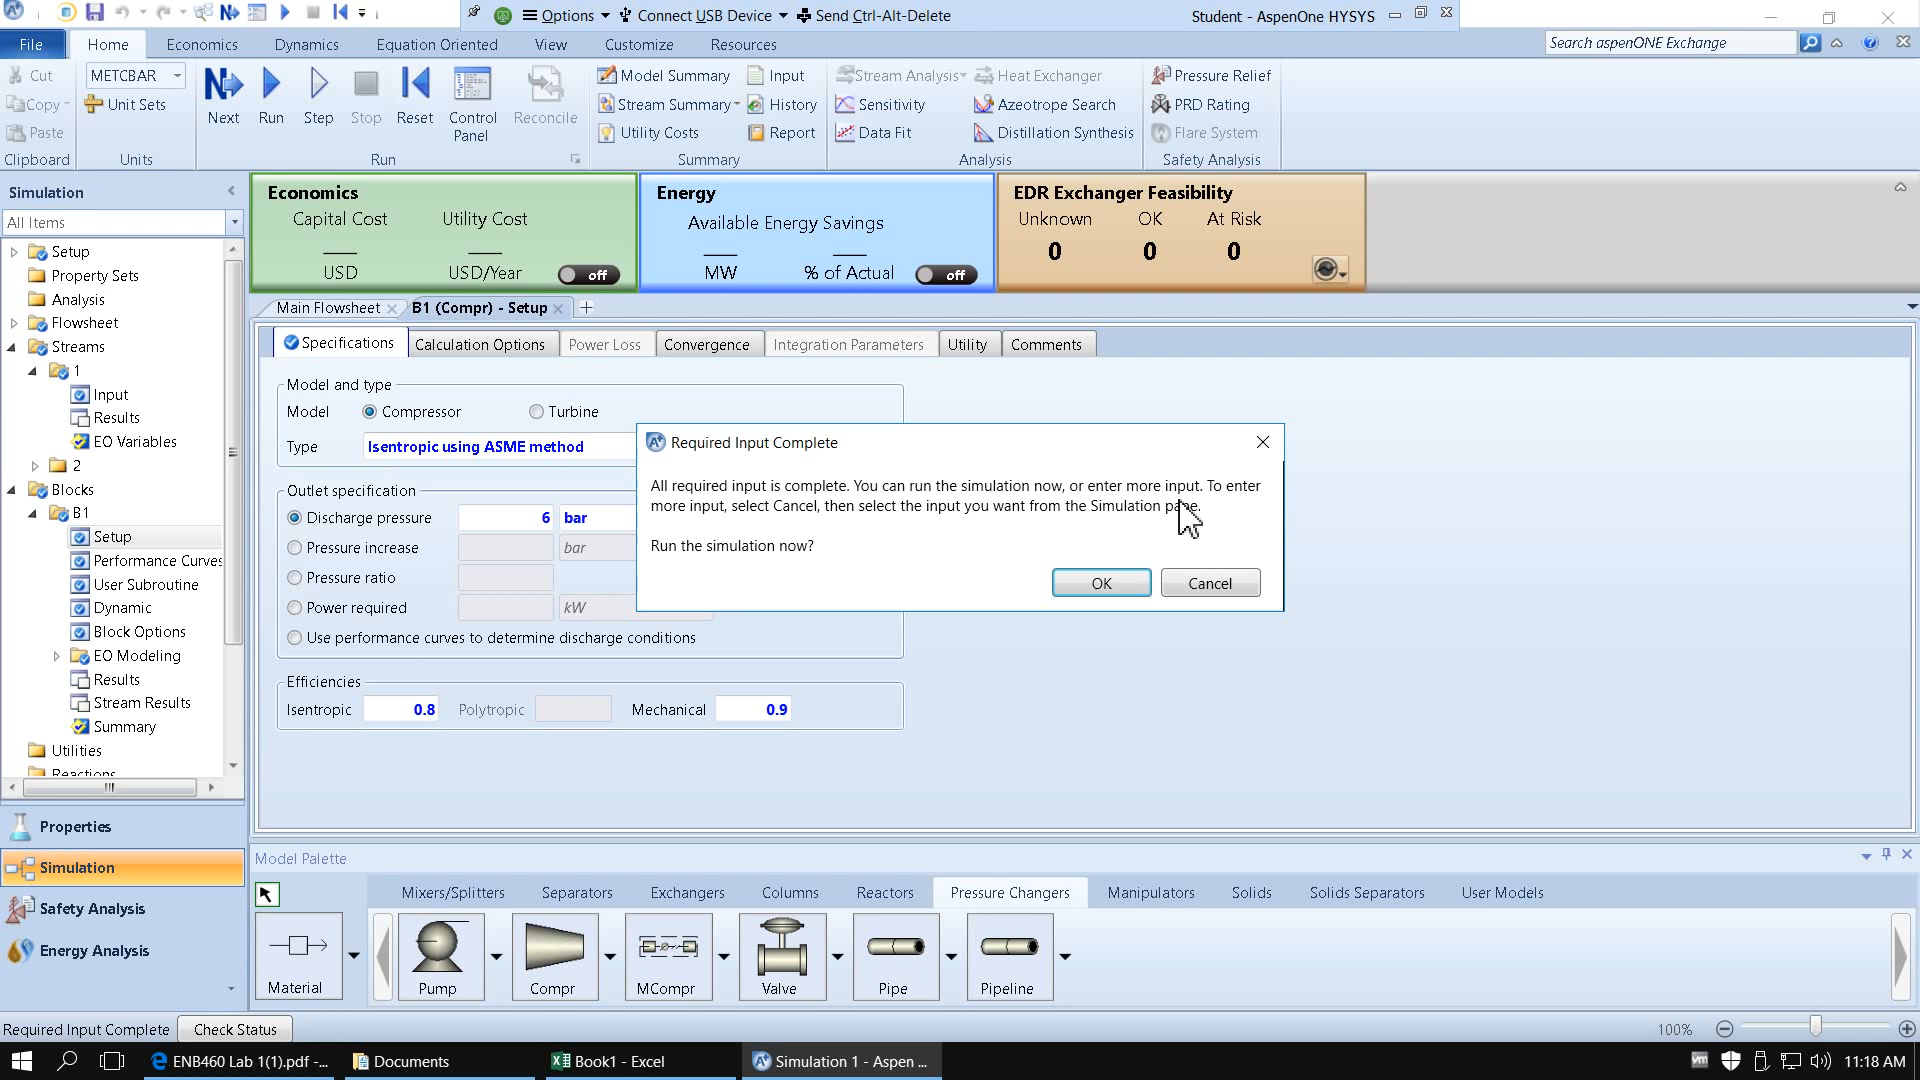 Options
Connect USB Device
Send Ctrl-Alt-Delete
Student - AspenOne HYSYS
File
Home
Economics
Dynamics
Equation Oriented
View
Customize
Resources
Search aspenONE Exchange
Cut
Copy
Paste
Clipboard
METCBAR
Unit Sets
Units
Next
Run
Step
Stop
Reset
Control Panel
Reconcile
Run
Model Summary
Stream Summary
Utility Costs
Input
History
Report
Summary
Stream Analysis
Sensitivity
Data Fit
Heat Exchanger
Azeotrope Search
Distillation Synthesis
Analysis
Pressure Relief
PRD Rating
Flare System
Safety Analysis
Simulation
All Items
Setup
Property Sets
Analysis
Flowsheet
Streams
1
Input
Results
EO Variables
2
Blocks
B1
Setup
Performance Curves
User Subroutine
Dynamic
Block Options
EO Modeling
Results
Stream Results
Summary
Utilities
Reactions
Properties
Simulation
Safety Analysis
Energy Analysis
Economics
Capital Cost Utility Cost
USD USD/Year off
Energy
Available Energy Savings
MW % of Actual off
EDR Exchanger Feasibility
Unknown OK At Risk
0 0 0
Main Flowsheet
B1 (Compr) - Setup
Specifications
Calculation Options
Power Loss
Convergence
Integration Parameters
Utility
Comments
Model and type
Model Compressor Turbine
Type Isentropic using ASME method
Outlet specification
Discharge pressure 6 bar
Pressure increase bar
Pressure ratio
Power required kW
Use performance curves to determine discharge conditions
Efficiencies
Isentropic 0.8 Polytropic Mechanical 0.9
Required Input Complete
All required input is complete. You can run the simulation now, or enter more input. To enter
more input, select Cancel, then select the input you want from the Simulation pane.
Run the simulation now?
OK
Cancel
Model Palette
Mixers/Splitters
Separators
Exchangers
Columns
Reactors
Pressure Changers
Manipulators
Solids
Solids Separators
User Models
Material
Pump
Compr
MCompr
Valve
Pipe
Pipeline
Required Input Complete
Check Status
100%
ENB460 Lab 1(1).pdf -...
Documents
Book1 - Excel
Simulation 1 - Aspen ...
vm
11:18 AM